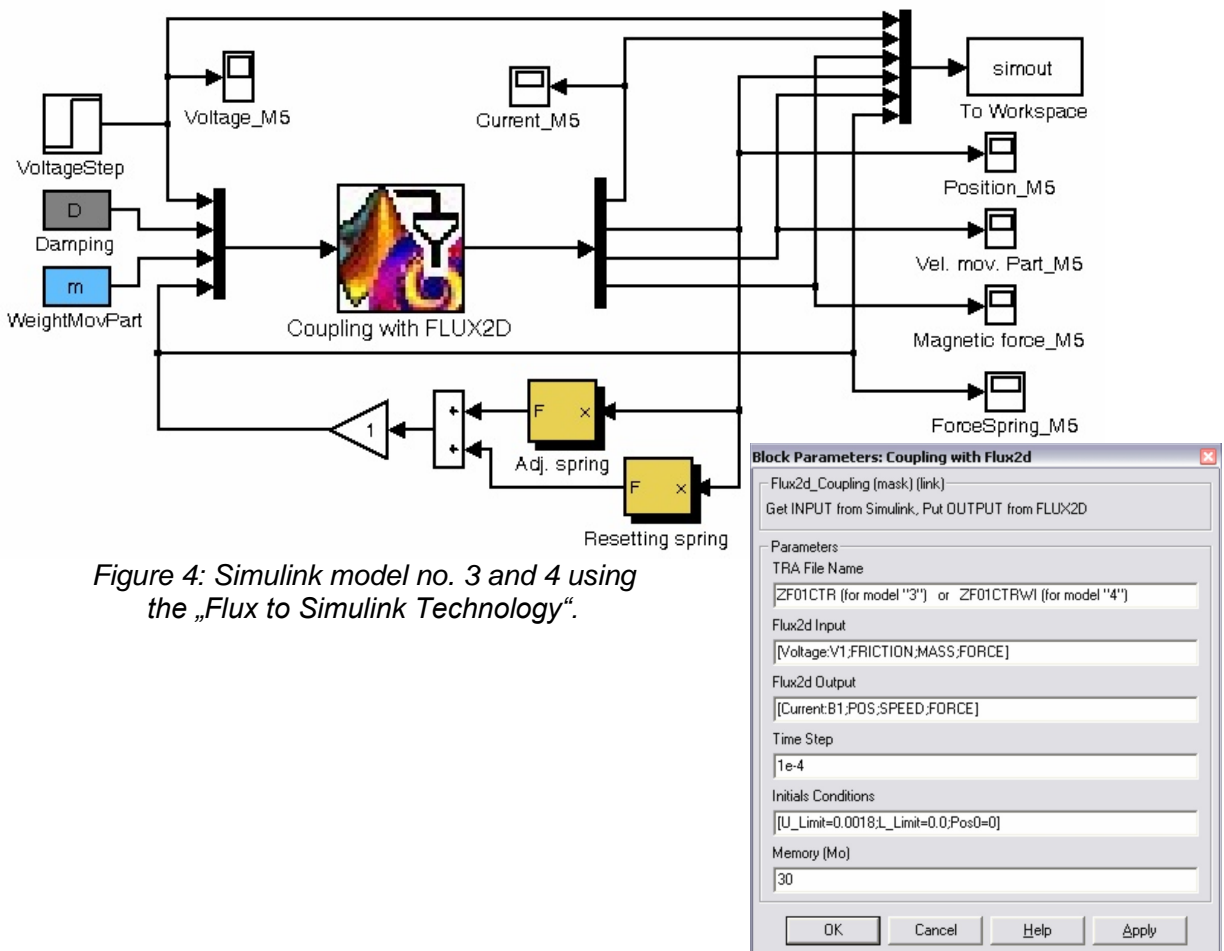 simout
To Workspace
Voltage_M5
Current_M5
VoltageStep
Position_M5
D
Damping
Vel. mov. Part_M5
m
WeightMovPart
Coupling with FLUX2D
Magnetic force_M5
F x
1
Adj. spring
ForceSpring_M5
F x
Resetting spring
Figure 4: Simulink model no. 3 and 4 using
the „Flux to Simulink Technology“.
Block Parameters: Coupling with Flux2d
Flux2d_Coupling (mask) (link)
Get INPUT from Simulink, Put OUTPUT from FLUX2D
Parameters
TRA File Name
ZF01CTR (for model "3") or ZF01CTRWI (for model "4")
Flux2d Input
[Voltage:V1;FRICTION;MASS;FORCE]
Flux2d Output
[Current:B1;POS;SPEED;FORCE]
Time Step
1e-4
Initials Conditions
[U_Limit=0.0018;L_Limit=0.0;Pos0=0]
Memory (Mo)
30
OK Cancel Help Apply